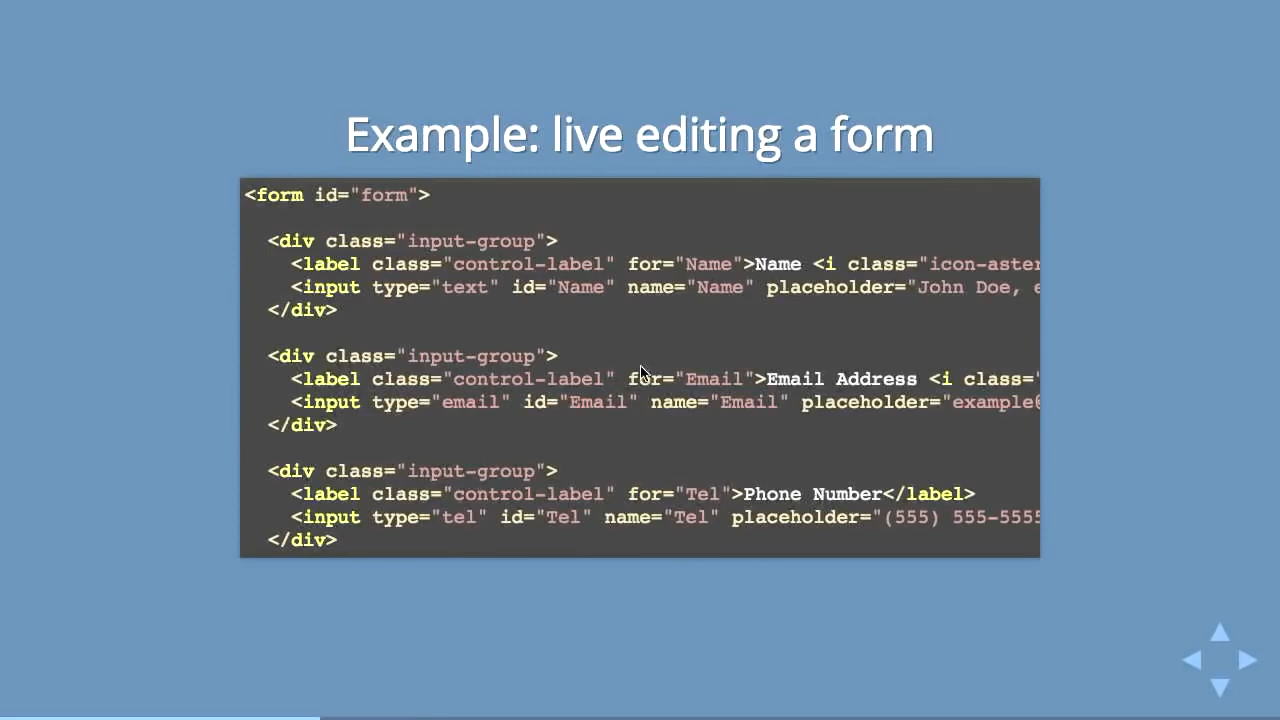 Example: live editing a form
<form id="form">
<div class="input-group">
<label class="control-label" for="Name">Name <i class="icon-aster
<input type="text" id="Name" name="Name" placeholder="John Doe, e
</div>
<div class="input-group">
<label class="control-label" for="Email">Email Address <i class="
<input type="email" id="Email" name="Email" placeholder="example@
</div>
<div class="input-group">
<label class="control-label" for="Tel">Phone Number</label>
<input type="tel" id="Tel" name="Tel" placeholder="(555) 555-5555
</div>